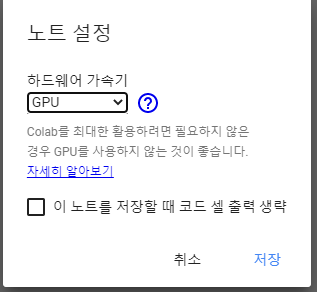 노트 설정
하드웨어 가속기
GPU
?
Colab를 최대한 활용하려면 필요하지 않은
경우 GPU를 사용하지 않는 것이 좋습니다.
자세히 알아보기
이 노트를 저장할 때 코드 셀 출력 생략
취소 저장